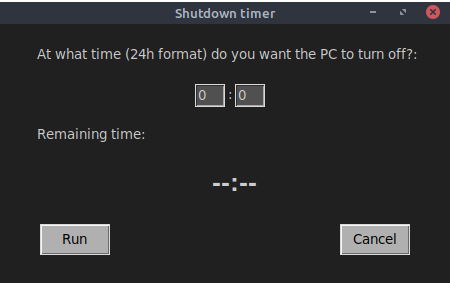 Shutdown timer
At what time (24h format) do you want the PC to turn off?:
0 : 0
Remaining time:
--:--
Run Cancel